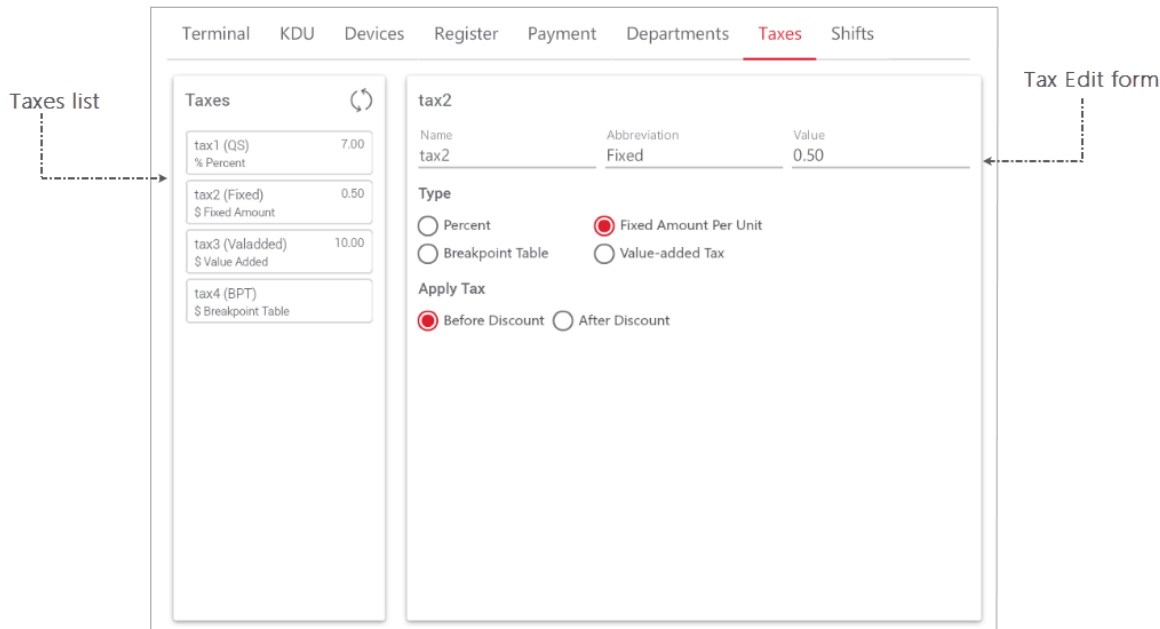 Terminal KDU Devices Register Payment Departments Taxes Shifts
Taxes list
Tax Edit form
Taxes
tax1 (QS) 7.00
% Percent
tax2 (Fixed) 0.50
$ Fixed Amount
tax3 (Valadded) 10.00
$ Value Added
tax4 (BPT)
$ Breakpoint Table
tax2
Name Abbreviation Value
tax2 Fixed 0.50
Type
Percent Fixed Amount Per Unit
Breakpoint Table Value-added Tax
Apply Tax
Before Discount After Discount